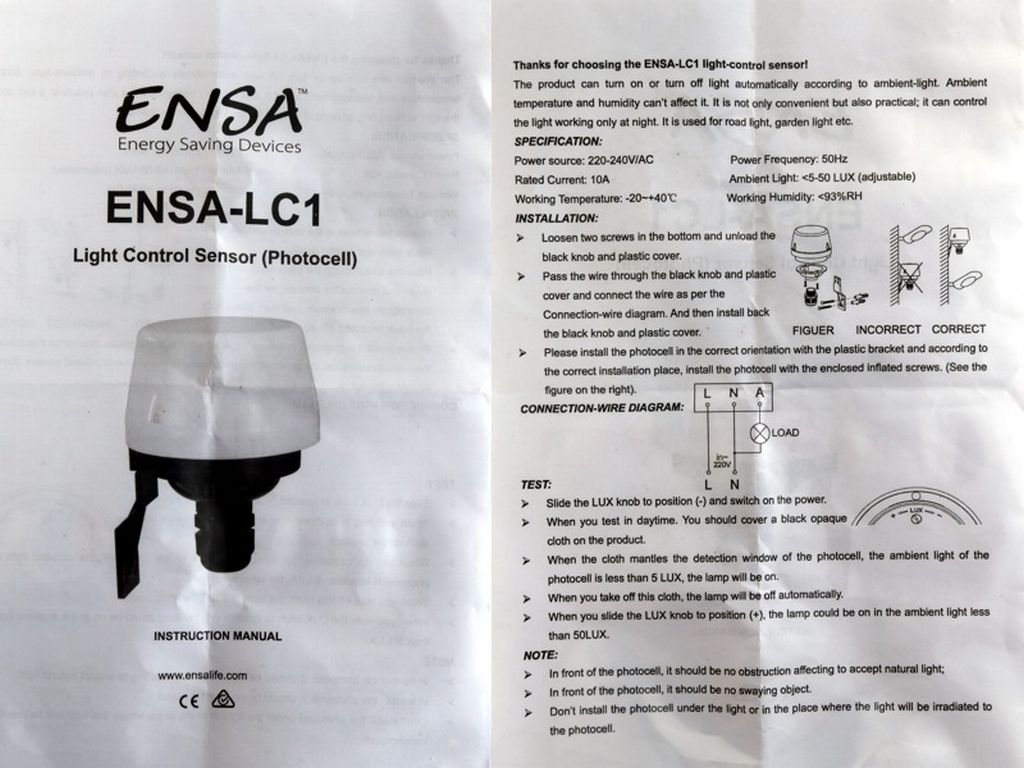 ENSA™
Energy Saving Devices
ENSA-LC1
Light Control Sensor (Photocell)
INSTRUCTION MANUAL
www.ensalife.com
CE
Thanks for choosing the ENSA-LC1 light-control sensor!
The product can turn on or turn off light automatically according to ambient-light. Ambient
temperature and humidity can't affect it. It is not only convenient but also practical; it can control
the light working only at night. It is used for road light, garden light etc.
SPECIFICATION:
Power source: 220-240V/AC Power Frequency: 50Hz
Rated Current: 10A Ambient Light: <5-50 LUX (adjustable)
Working Temperature: -20~+40℃ Working Humidity: <93%RH
INSTALLATION:
➢ Loosen two screws in the bottom and unload the
black knob and plastic cover.
➢ Pass the wire through the black knob and plastic
cover and connect the wire as per the
Connection-wire diagram. And then install back
the black knob and plastic cover.
FIGUER INCORRECT CORRECT
➢ Please install the photocell in the correct orientation with the plastic bracket and according to
the correct installation place, install the photocell with the enclosed inflated screws. (See the
figure on the right).
CONNECTION-WIRE DIAGRAM:
L N A
LOAD
in~
220V
L N
TEST:
➢ Slide the LUX knob to position (-) and switch on the power.
➢ When you test in daytime. You should cover a black opaque
cloth on the product.
+ LUX -
➢ When the cloth mantles the detection window of the photocell, the ambient light of the
photocell is less than 5 LUX, the lamp will be on.
➢ When you take off this cloth, the lamp will be off automatically.
➢ When you slide the LUX knob to position (+), the lamp could be on in the ambient light less
than 50LUX.
NOTE:
➢ In front of the photocell, it should be no obstruction affecting to accept natural light;
➢ In front of the photocell, it should be no swaying object.
➢ Don't install the photocell under the light or in the place where the light will be irradiated to
the photocell.